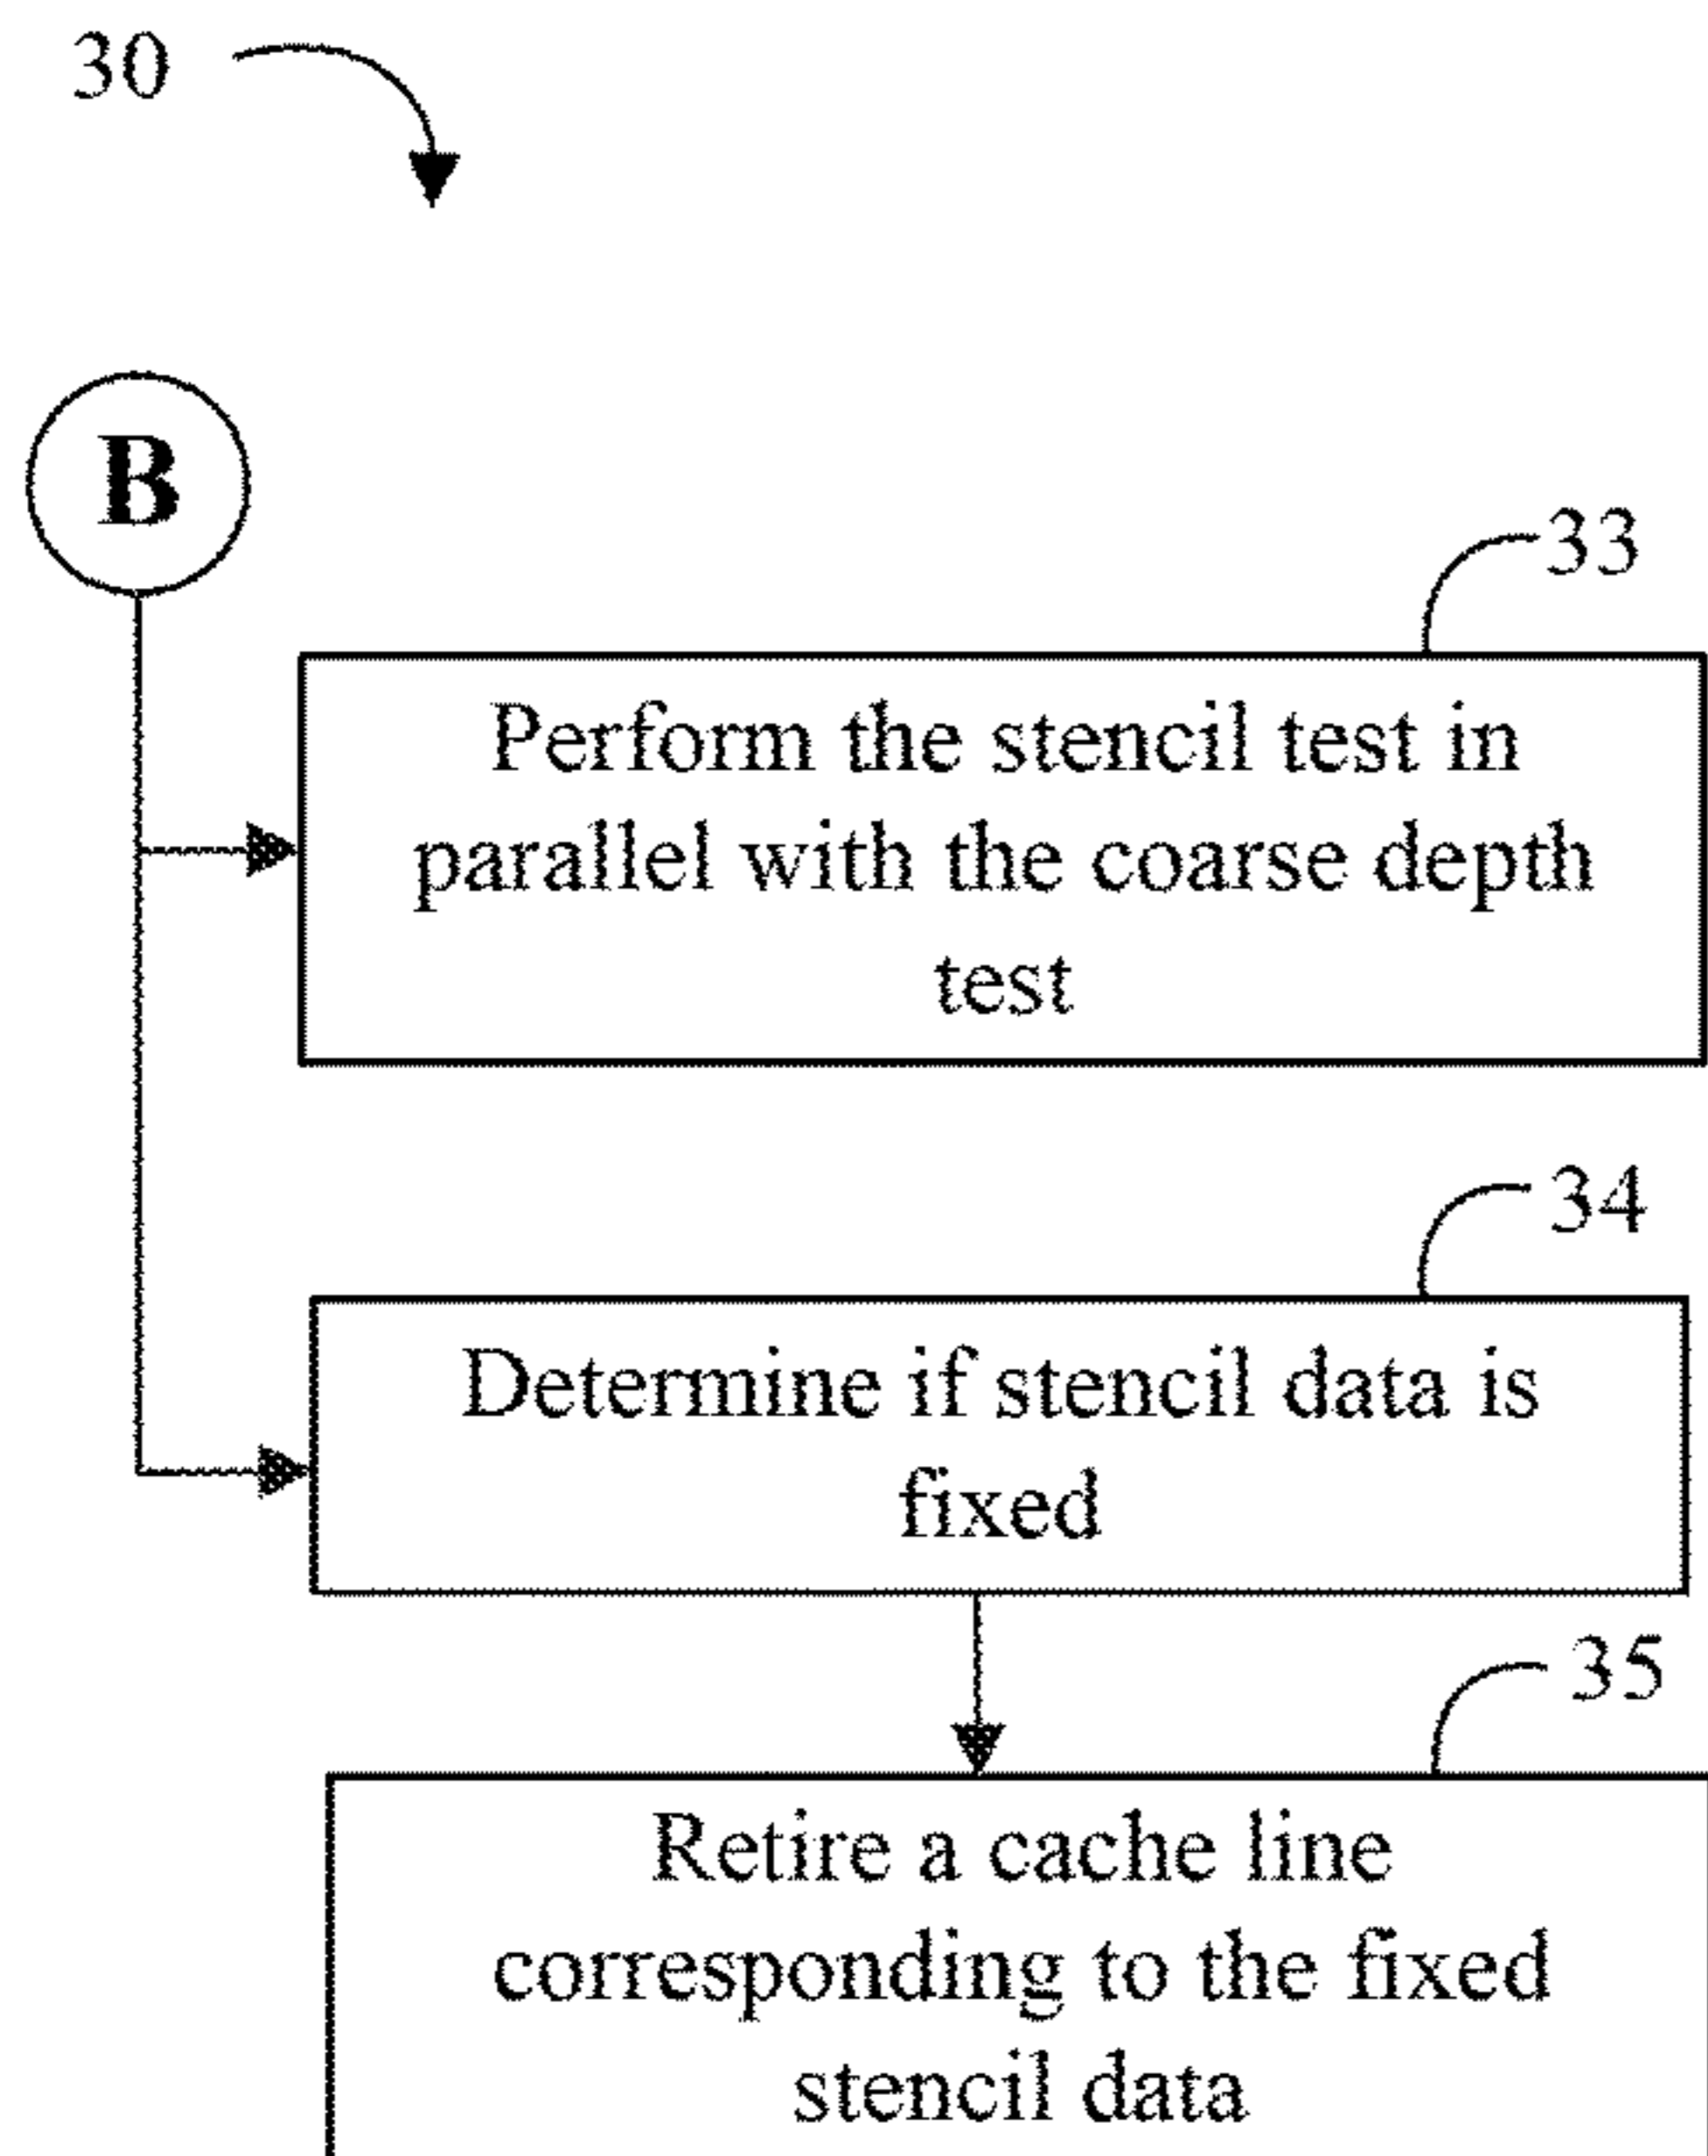 30
B
33
Perform the stencil test in
parallel with the coarse depth
test
34
Determine if stencil data is
fixed
35
Retire a cache line
corresponding to the fixed
stencil data